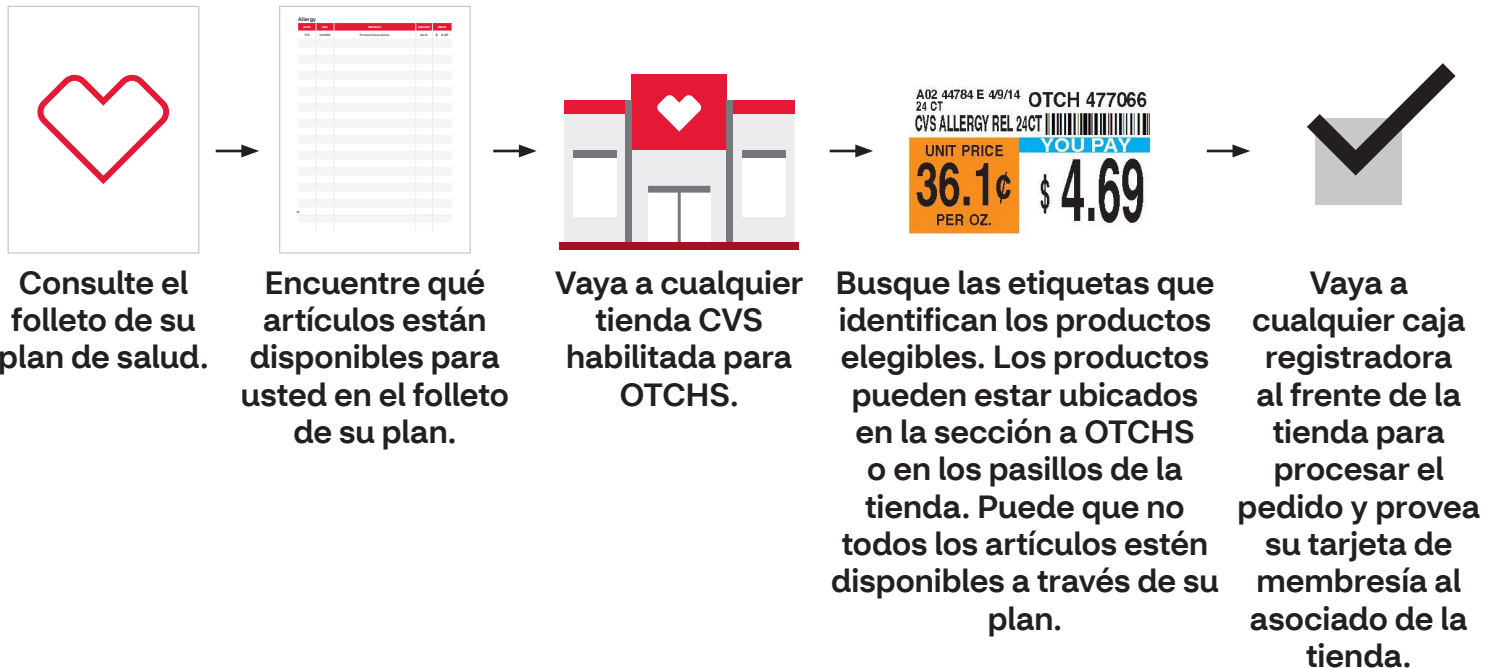 Allergy
Consulte el
folleto de su
plan de salud.
Encuentre qué
artículos están
disponibles para
usted en el folleto
de su plan.
Vaya a cualquier
tienda CVS
habilitada para
OTCHS.
A02 44784 E 4/9/14 OTCH 477066
24 CT
CVS ALLERGY REL 24CT
UNIT PRICE
36.1¢
PER OZ.
YOU PAY
$ 4.69
Busque las etiquetas que
identifican los productos
elegibles. Los productos
pueden estar ubicados
en la sección a OTCHS
o en los pasillos de la
tienda. Puede que no
todos los artículos estén
disponibles a través de su
plan.
Vaya a
cualquier caja
registradora
al frente de la
tienda para
procesar el
pedido y provea
su tarjeta de
membresía al
asociado de la
tienda.